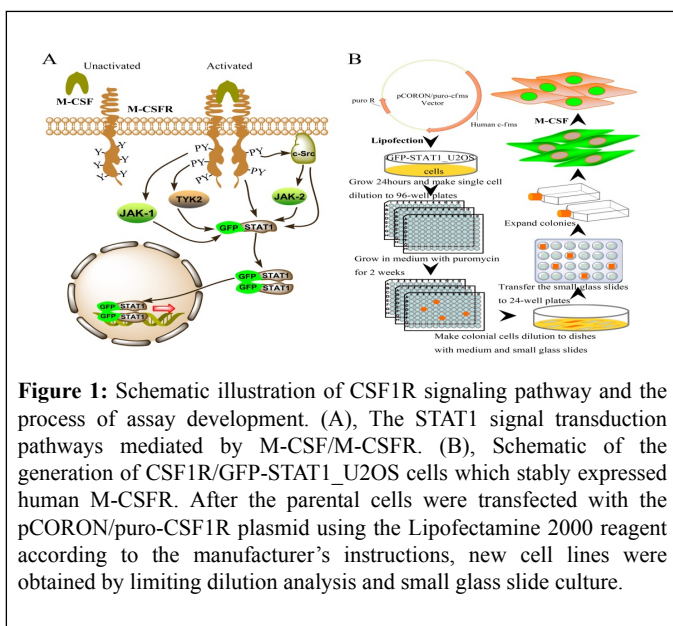 A
Unactivated
Activated
M-CSF
M-CSFR
Y
Y
Y
Y
Y
Y
PY
PY
PY
PY
c-Src
JAK-1
TYK2
JAK-2
GFP STAT1
GFP STAT1
GFP STAT1
GFP STAT1
GFP STAT1
B
puro R
pCORON/puro-cfms
Vector
Human c-fms
Lipofection
GFP-STAT1_U2OS
cells
Grow 24hours and make single cell
dilution to 96-well plates
Grow in medium with puromycin
for 2 weeks
Make colonial cells dilution to dishes
with medium and small glass slides
Transfer the small glass slides
to 24-well plates
Expand colonies
M-CSF
Figure 1: Schematic illustration of CSF1R signaling pathway and the
process of assay development. (A), The STAT1 signal transduction
pathways mediated by M-CSF/M-CSFR. (B), Schematic of the
generation of CSF1R/GFP-STAT1_U2OS cells which stably expressed
human M-CSFR. After the parental cells were transfected with the
pCORON/puro-CSF1R plasmid using the Lipofectamine 2000 reagent
according to the manufacturer's instructions, new cell lines were
obtained by limiting dilution analysis and small glass slide culture.